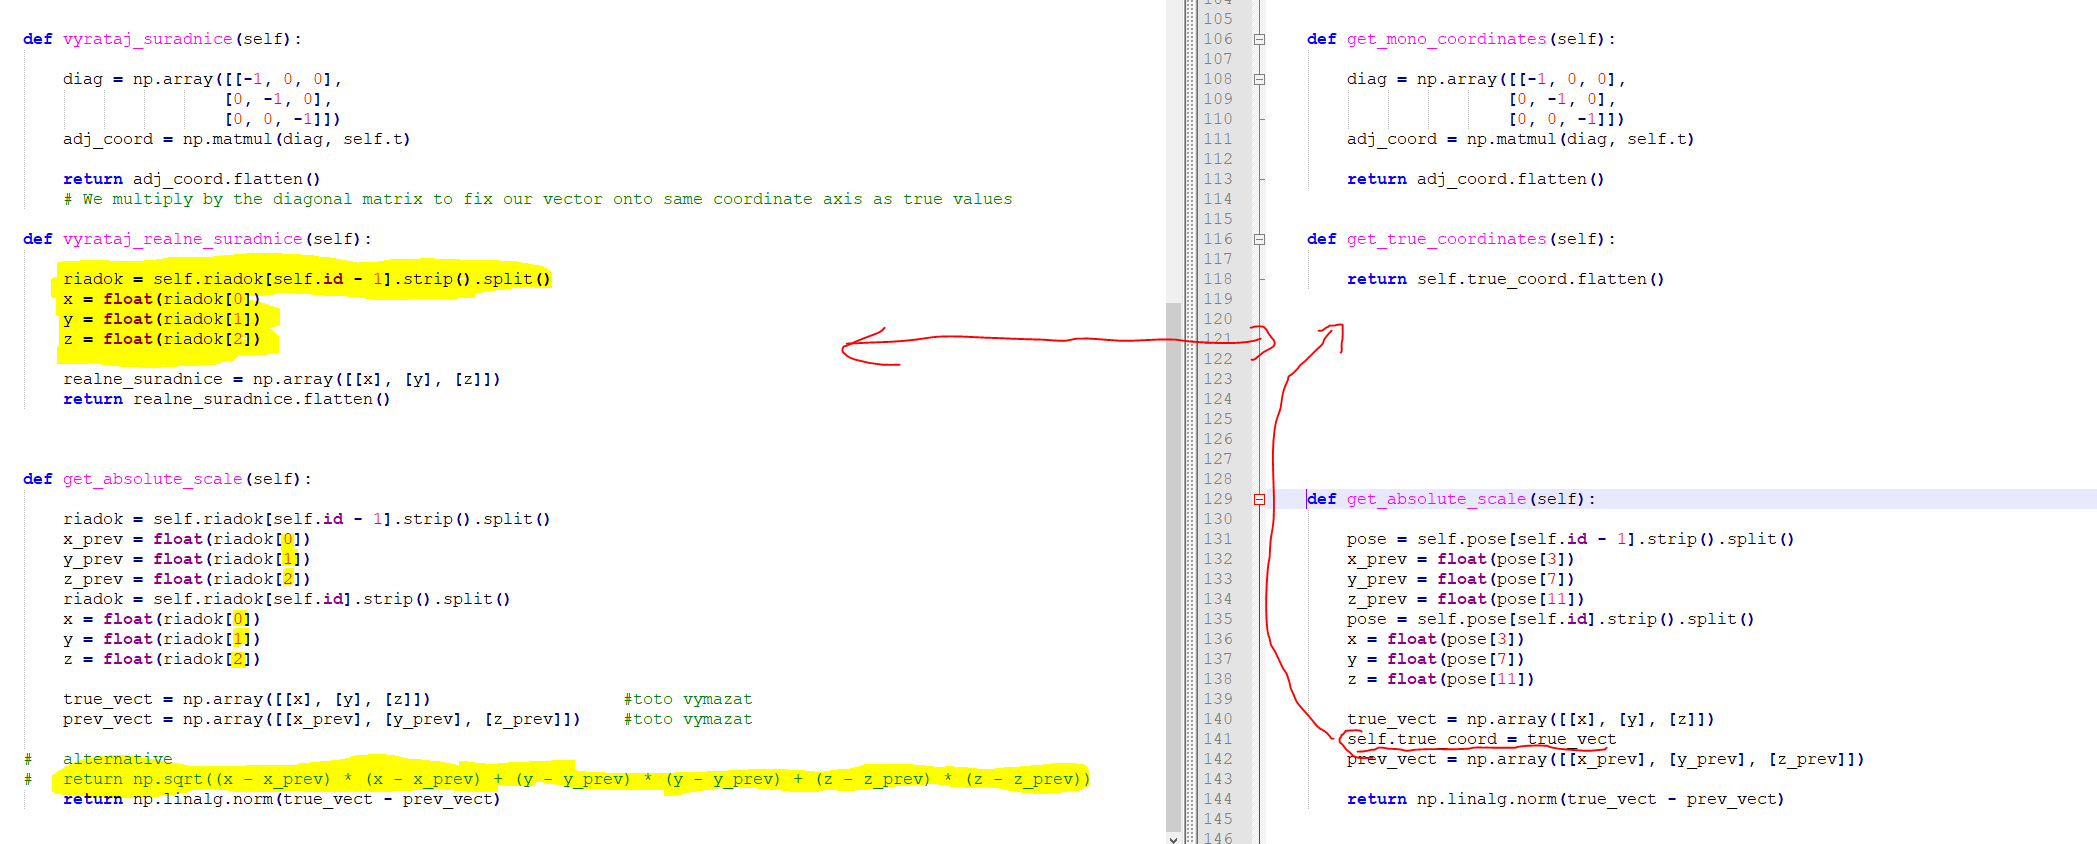 def vyrataj_suradnice(self):
diag = np.array([[-1, 0, 0],
[0, -1, 0],
[0, 0, -1]])
adj_coord = np.matmul(diag, self.t)
return adj_coord.flatten()
# We multiply by the diagonal matrix to fix our vector onto same coordinate axis as true values
def vyrataj_realne_suradnice(self):
riadok = self.riadok[self.id - 1].strip().split()
x = float(riadok[0])
y = float(riadok[1])
z = float(riadok[2])
realne_suradnice = np.array([[x], [y], [z]])
return realne_suradnice.flatten()
def get_absolute_scale(self):
riadok = self.riadok[self.id - 1].strip().split()
x_prev = float(riadok[0])
y_prev = float(riadok[1])
z_prev = float(riadok[2])
riadok = self.riadok[self.id].strip().split()
x = float(riadok[0])
y = float(riadok[1])
z = float(riadok[2])
true_vect = np.array([[x], [y], [z]]) #toto vymazat
prev_vect = np.array([[x_prev], [y_prev], [z_prev]]) #toto vymazat
# alternative
# return np.sqrt((x - x_prev) * (x - x_prev) + (y - y_prev) * (y - y_prev) + (z - z_prev) * (z - z_prev))
return np.linalg.norm(true_vect - prev_vect)
105
106 def get_mono_coordinates(self):
107
108 diag = np.array([[-1, 0, 0],
109 [0, -1, 0],
110 [0, 0, -1]])
111 adj_coord = np.matmul(diag, self.t)
112
113 return adj_coord.flatten()
114
115
116 def get_true_coordinates(self):
117
118 return self.true_coord.flatten()
119
120
121
122
123
124
125
126
127
128
129 def get_absolute_scale(self):
130
131 pose = self.pose[self.id - 1].strip().split()
132 x_prev = float(pose[3])
133 y_prev = float(pose[7])
134 z_prev = float(pose[11])
135 pose = self.pose[self.id].strip().split()
136 x = float(pose[3])
137 y = float(pose[7])
138 z = float(pose[11])
139
140 true_vect = np.array([[x], [y], [z]])
141 self.true_coord = true_vect
142 prev_vect = np.array([[x_prev], [y_prev], [z_prev]])
143
144 return np.linalg.norm(true_vect - prev_vect)
145
146